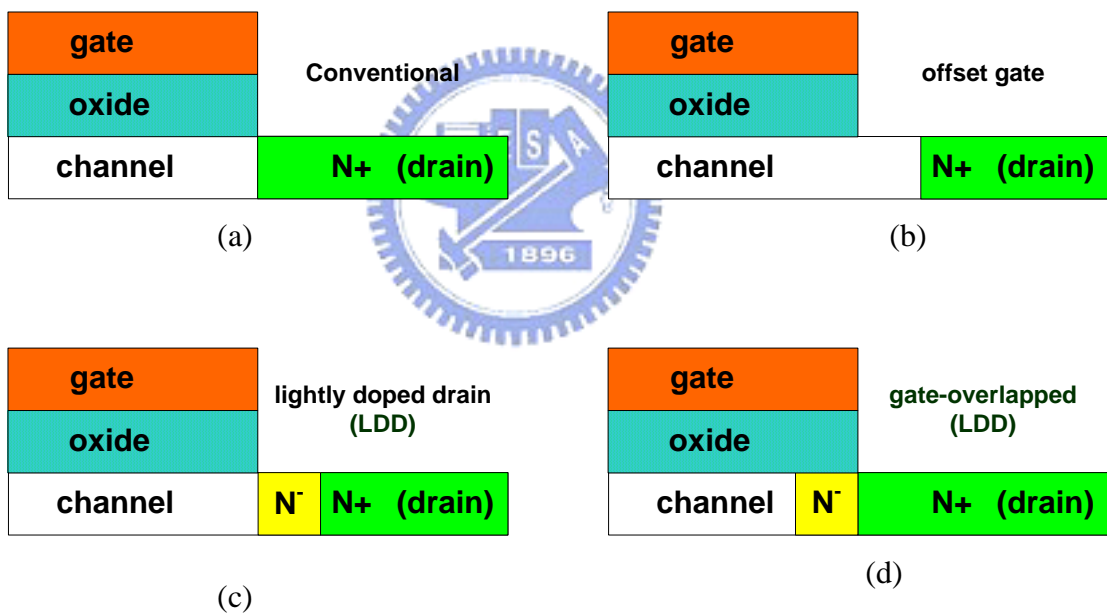 gate
Conventional
oxide
channel
N+ (drain)
(a)
gate
offset gate
oxide
channel
N+ (drain)
(b)
1896
gate
lightly doped drain
(LDD)
oxide
channel
N⁻
N+ (drain)
(c)
gate
gate-overlapped
(LDD)
oxide
channel
N⁻
N+ (drain)
(d)